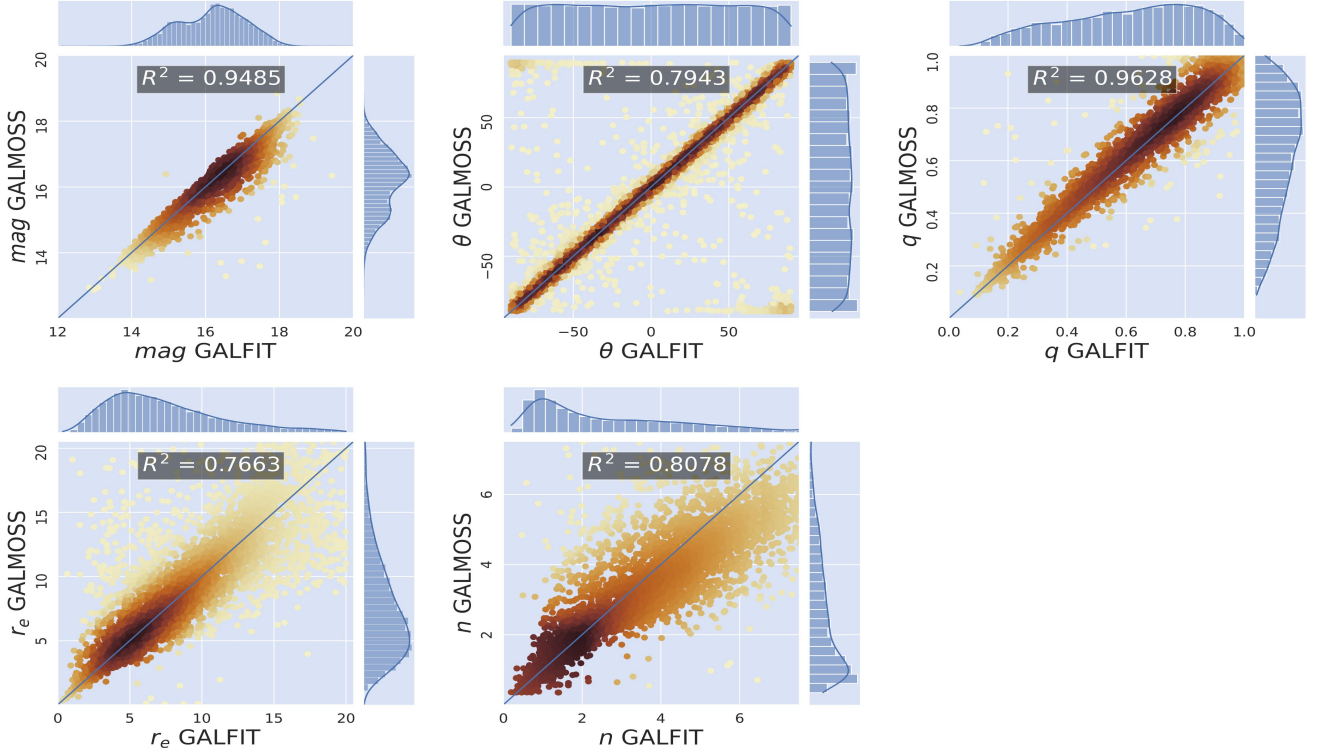 R² = 0.9485
mag GALMOSS
20
18
16
14
12 14 16 18 20
mag GALFIT
R² = 0.7943
θ GALMOSS
50
0
−50
−50 0 50
θ GALFIT
R² = 0.9628
q GALMOSS
1.0
0.8
0.6
0.4
0.2
0.0 0.2 0.4 0.6 0.8 1.0
q GALFIT
R² = 0.7663
rₑ GALMOSS
20
15
10
5
0 5 10 15 20
rₑ GALFIT
R² = 0.8078
n GALMOSS
6
4
2
0 2 4 6
n GALFIT